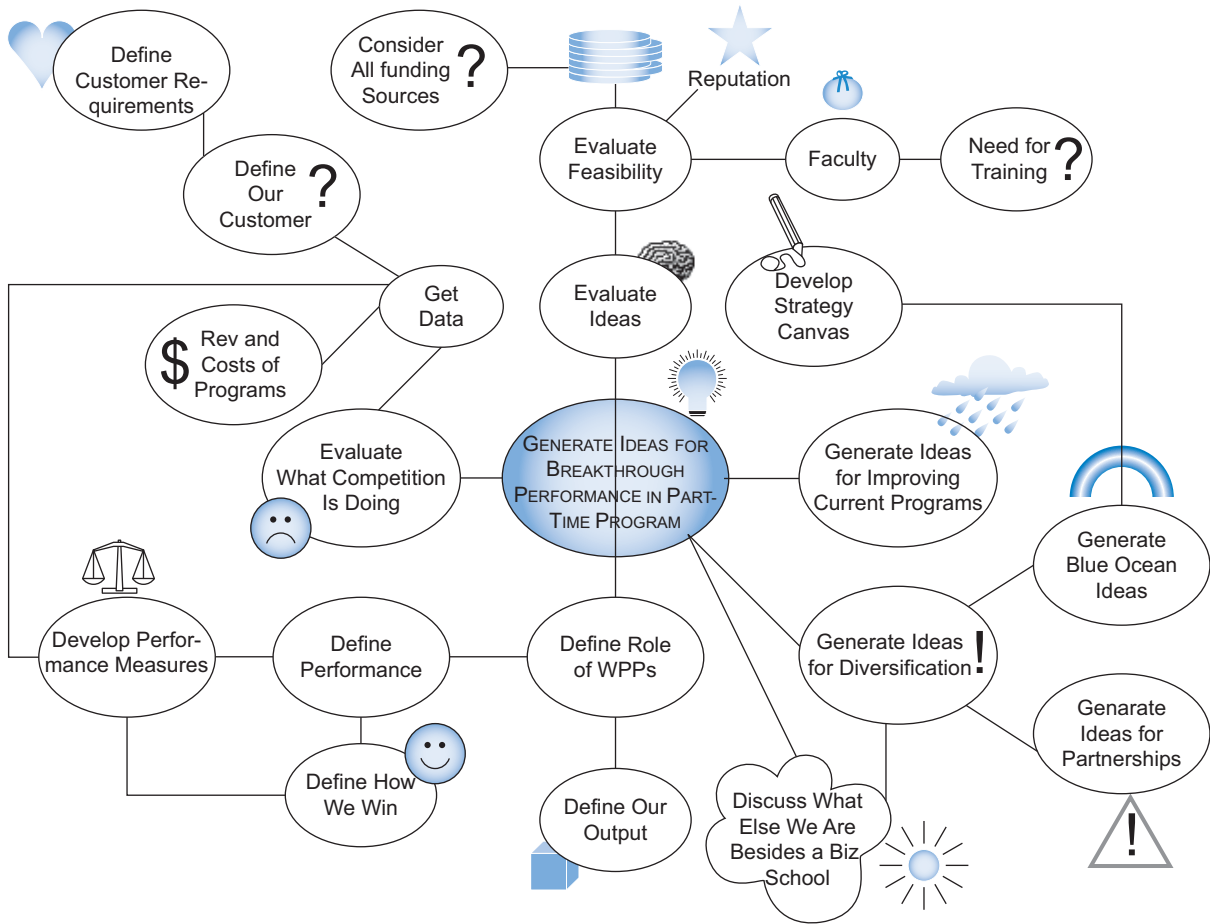 Define
Customer Re-
quirements
Consider
All funding
Sources
?
Reputation
Evaluate
Feasibility
Faculty
Need for
Training
?
Define
Our
Customer
?
Get
Data
Evaluate
Ideas
Develop
Strategy
Canvas
$
Rev and
Costs of
Programs
Evaluate
What Competition
Is Doing
GENERATE IDEAS FOR
BREAKTHROUGH
PERFORMANCE IN PART-
TIME PROGRAM
Generate Ideas
for Improving
Current Programs
Generate
Blue Ocean
Ideas
Develop Perfor-
mance Measures
Define
Performance
Define Role
of WPPs
Generate Ideas
for Diversification
!
Genarate
Ideas for
Partnerships
Define How
We Win
Define Our
Output
Discuss What
Else We Are
Besides a Biz
School
!